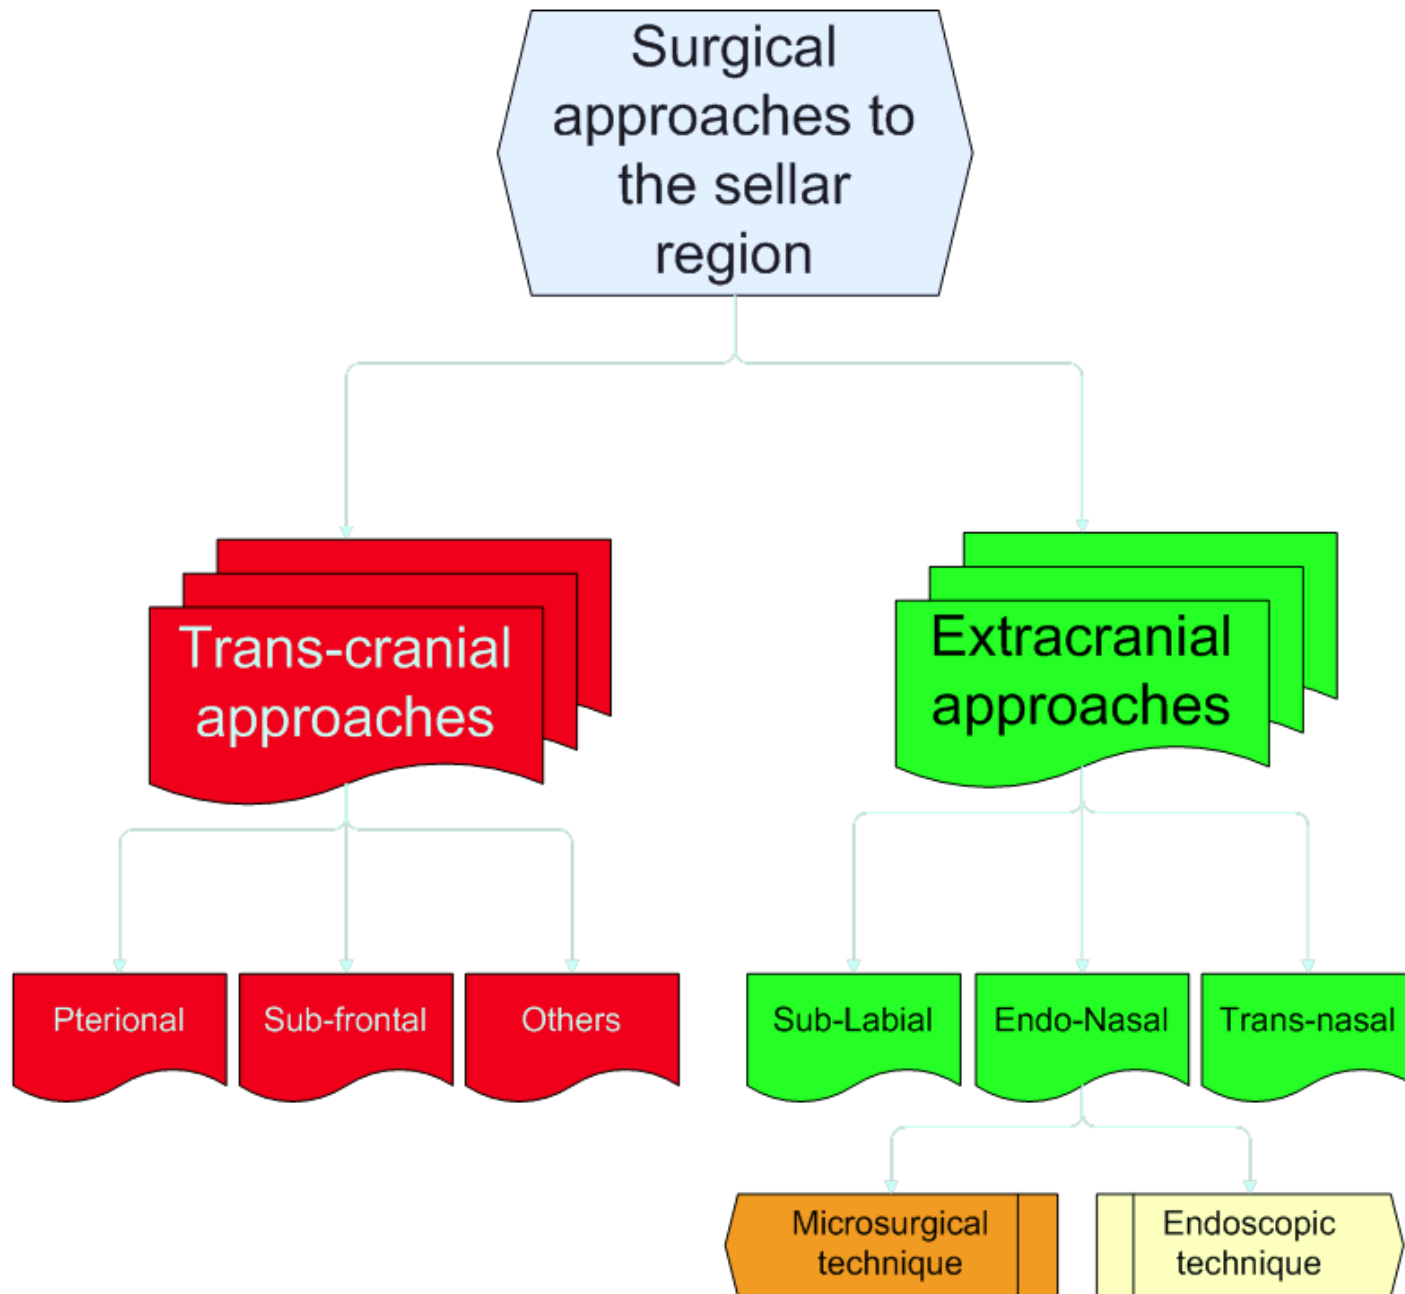 Surgical
approaches to
the sellar
region
Trans-cranial
approaches
Extracranial
approaches
Pterional
Sub-frontal
Others
Sub-Labial
Endo-Nasal
Trans-nasal
Microsurgical
technique
Endoscopic
technique